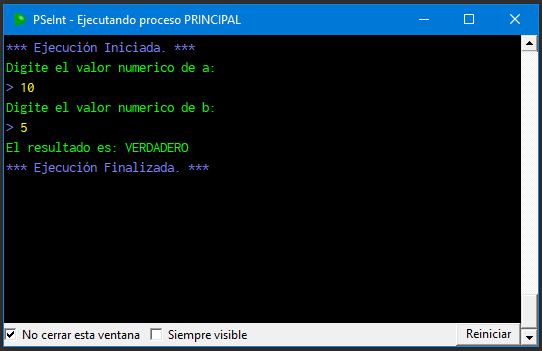 PSeInt - Ejecutando proceso PRINCIPAL
*** Ejecución Iniciada. ***
Digite el valor numerico de a:
> 10
Digite el valor numerico de b:
> 5
El resultado es: VERDADERO
*** Ejecución Finalizada. ***
No cerrar esta ventana Siempre visible Reiniciar